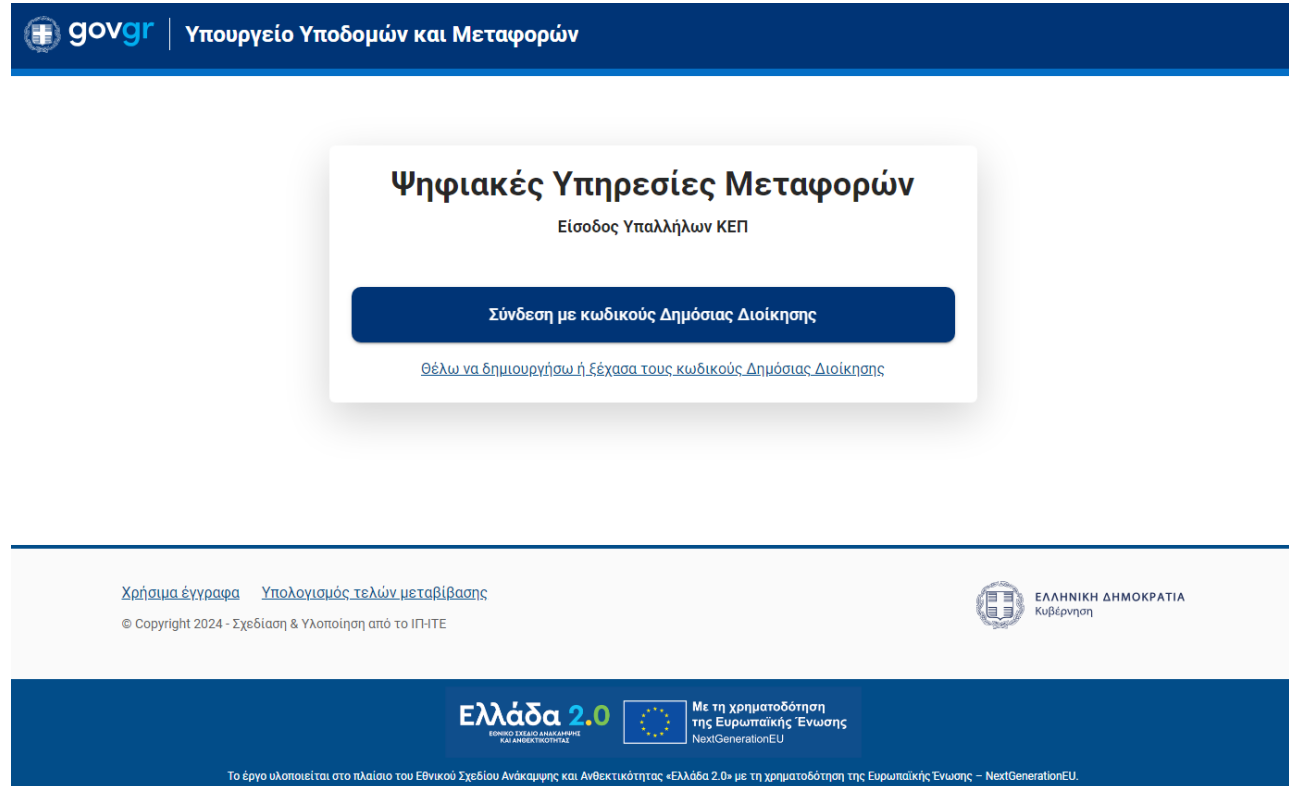 govgr
Υπουργείο Υποδομών και Μεταφορών
Ψηφιακές Υπηρεσίες Μεταφορών
Είσοδος Υπαλλήλων ΚΕΠ
Σύνδεση με κωδικούς Δημόσιας Διοίκησης
Θέλω να δημιουργήσω ή ξέχασα τους κωδικούς Δημόσιας Διοίκησης
Χρήσιμα έγγραφα Υπολογισμός τελών μεταβίβασης
© Copyright 2024 - Σχεδίαση & Υλοποίηση από το ΙΠ-ΙΤΕ
ΕΛΛΗΝΙΚΗ ΔΗΜΟΚΡΑΤΙΑ
Κυβέρνηση
Ελλάδα 2.0
ΕΘΝΙΚΟ ΣΧΕΔΙΟ ΑΝΑΚΑΜΨΗΣ
ΚΑΙ ΑΝΘΕΚΤΙΚΟΤΗΤΑΣ
Με τη χρηματοδότηση
της Ευρωπαϊκής Ένωσης
NextGenerationEU
Το έργο υλοποιείται στο πλαίσιο του Εθνικού Σχεδίου Ανάκαμψης και Ανθεκτικότητας «Ελλάδα 2.0» με τη χρηματοδότηση της Ευρωπαϊκής Ένωσης – NextGenerationEU.